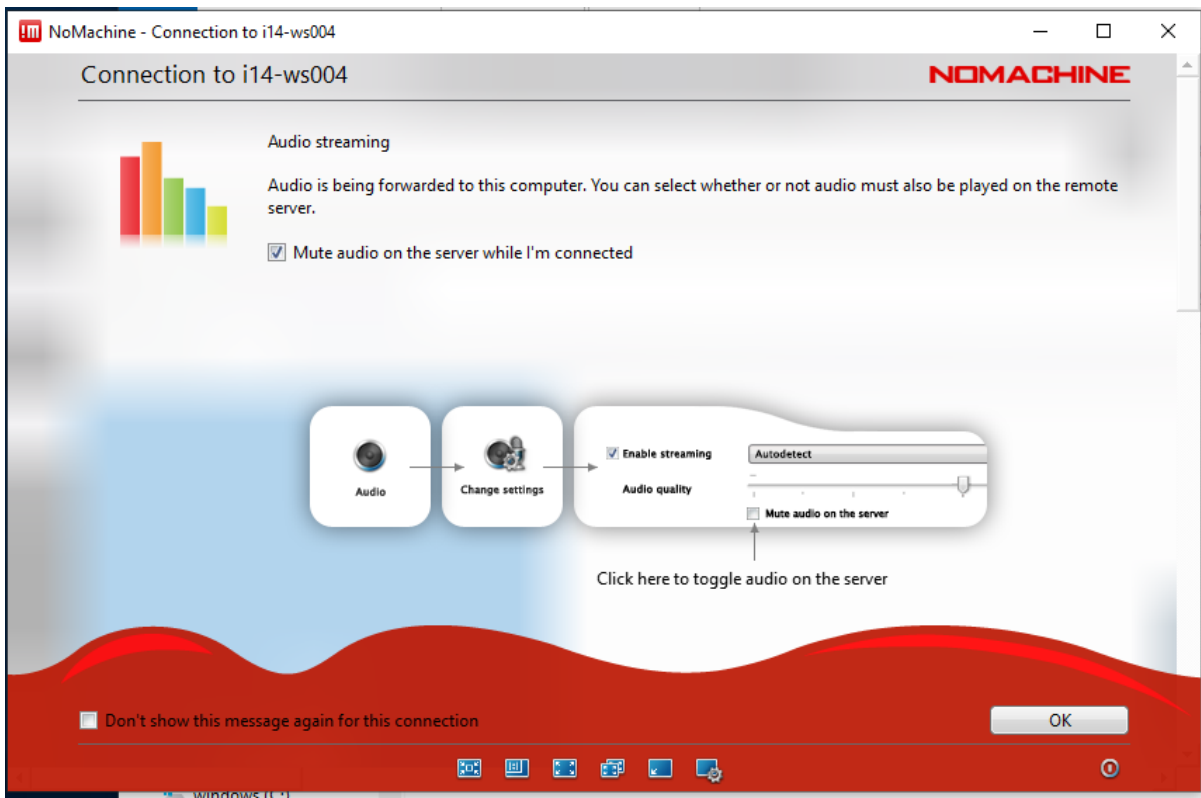 NoMachine - Connection to i14-ws004
Connection to i14-ws004
NOMACHINE
Audio streaming
Audio is being forwarded to this computer. You can select whether or not audio must also be played on the remote
server.
Mute audio on the server while I'm connected
Audio
Change settings
Enable streaming
Autodetect
Audio quality
Mute audio on the server
Click here to toggle audio on the server
Don't show this message again for this connection
OK
windows (C:)